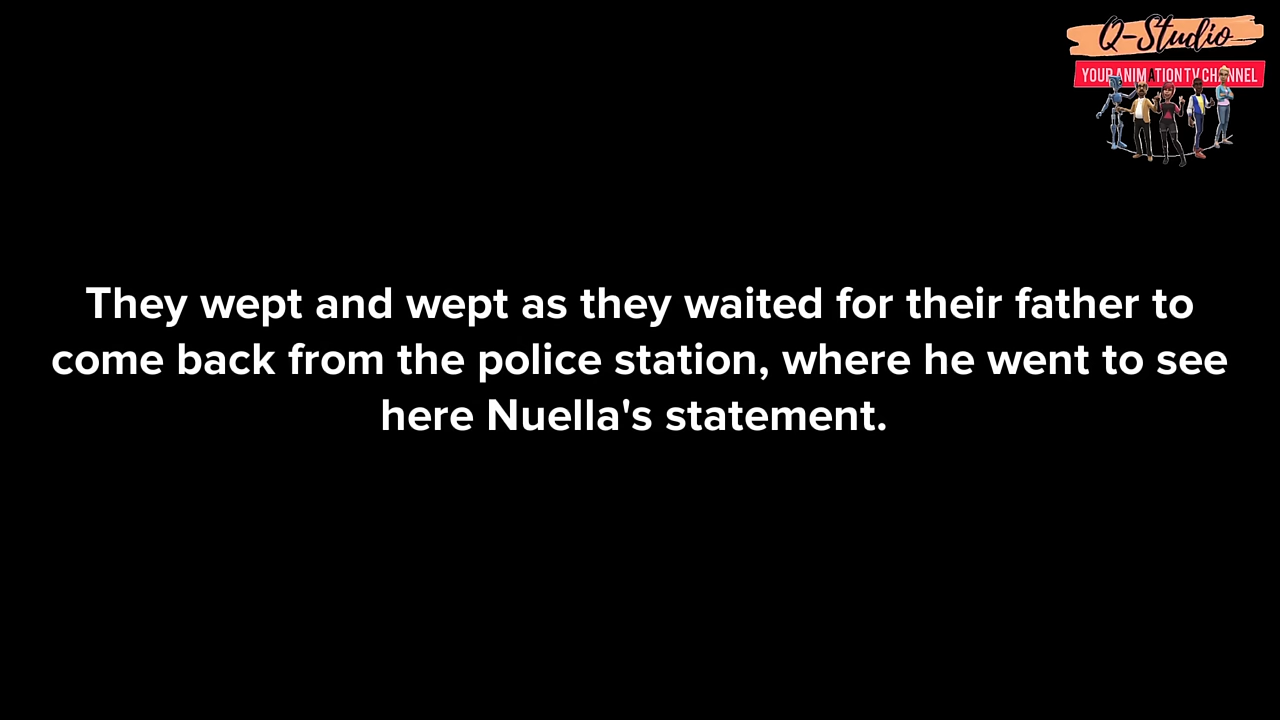 Q-Studio
YOUR ANIMATION TV CHANNEL
They wept and wept as they waited for their father to
come back from the police station, where he went to see
here Nuella's statement.